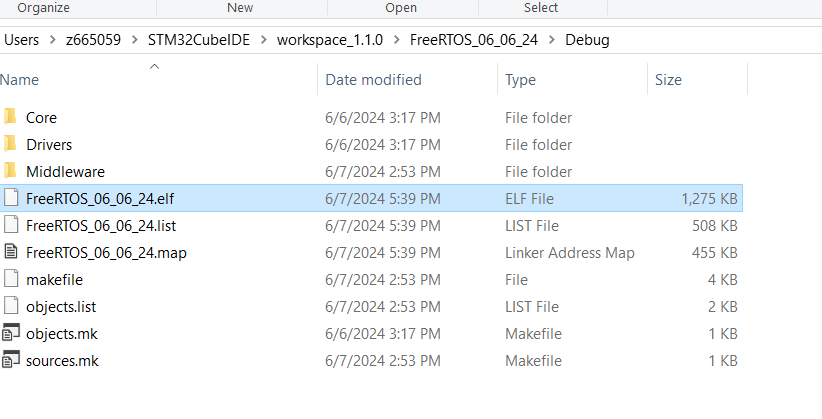 Organize New Open Select
Users > z665059 > STM32CubeIDE > workspace_1.1.0 > FreeRTOS_06_06_24 > Debug
Name Date modified Type Size
Core 6/6/2024 3:17 PM File folder
Drivers 6/6/2024 3:17 PM File folder
Middleware 6/7/2024 2:53 PM File folder
FreeRTOS_06_06_24.elf 6/7/2024 5:39 PM ELF File 1,275 KB
FreeRTOS_06_06_24.list 6/7/2024 5:39 PM LIST File 508 KB
FreeRTOS_06_06_24.map 6/7/2024 5:39 PM Linker Address Map 455 KB
makefile 6/7/2024 2:53 PM File 4 KB
objects.list 6/7/2024 2:53 PM LIST File 2 KB
objects.mk 6/6/2024 3:17 PM Makefile 1 KB
sources.mk 6/7/2024 2:53 PM Makefile 1 KB